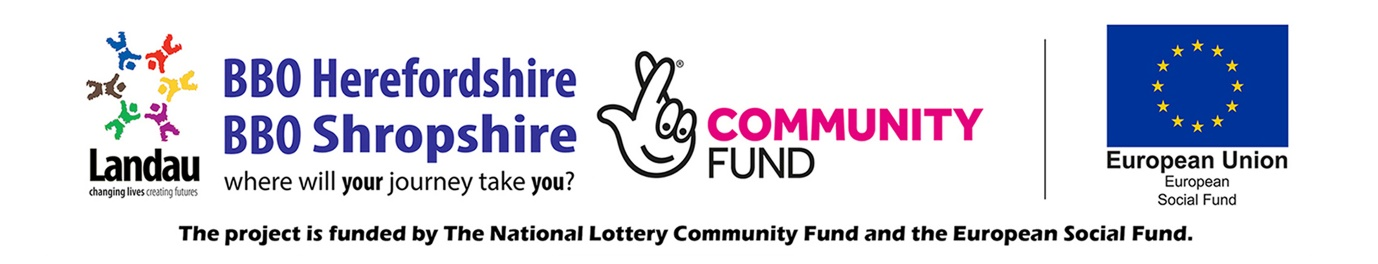 Landau
changing lives creating futures
BBO Herefordshire
BBO Shropshire
where will your journey take you?
®
COMMUNITY
FUND
European Union
European
Social Fund
The project is funded by The National Lottery Community Fund and the European Social Fund.